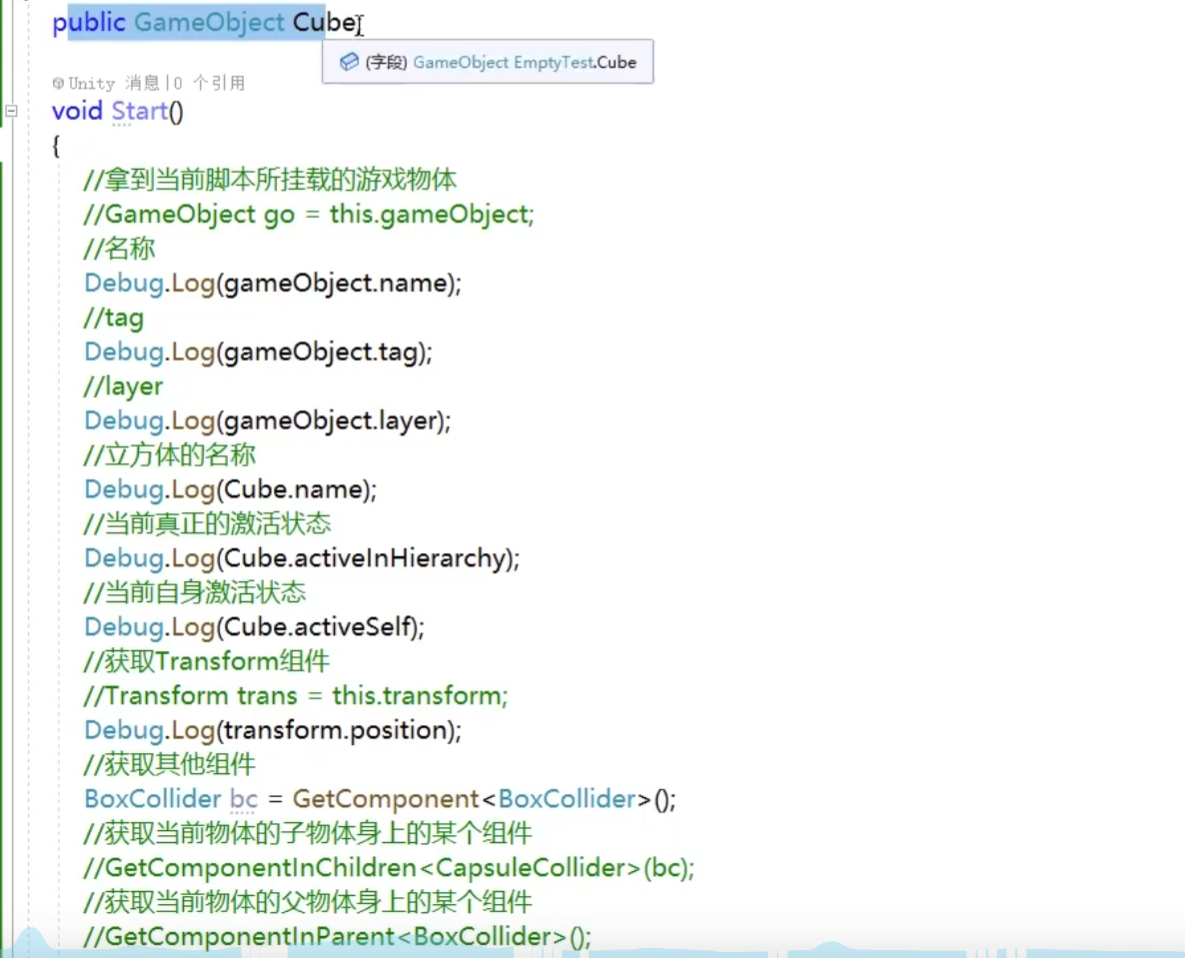 public GameObject Cube;
(字段) GameObject EmptyTest.Cube
Unity 消息|0 个引用
void Start()
{
//拿到当前脚本所挂载的游戏物体
//GameObject go = this.gameObject;
//名称
Debug.Log(gameObject.name);
//tag
Debug.Log(gameObject.tag);
//layer
Debug.Log(gameObject.layer);
//立方体的名称
Debug.Log(Cube.name);
//当前真正的激活状态
Debug.Log(Cube.activeInHierarchy);
//当前自身激活状态
Debug.Log(Cube.activeSelf);
//获取Transform组件
//Transform trans = this.transform;
Debug.Log(transform.position);
//获取其他组件
BoxCollider bc = GetComponent<BoxCollider>();
//获取当前物体的子物体身上的某个组件
//GetComponentInChildren<CapsuleCollider>(bc);
//获取当前物体的父物体身上的某个组件
//GetComponentInParent<BoxCollider>();